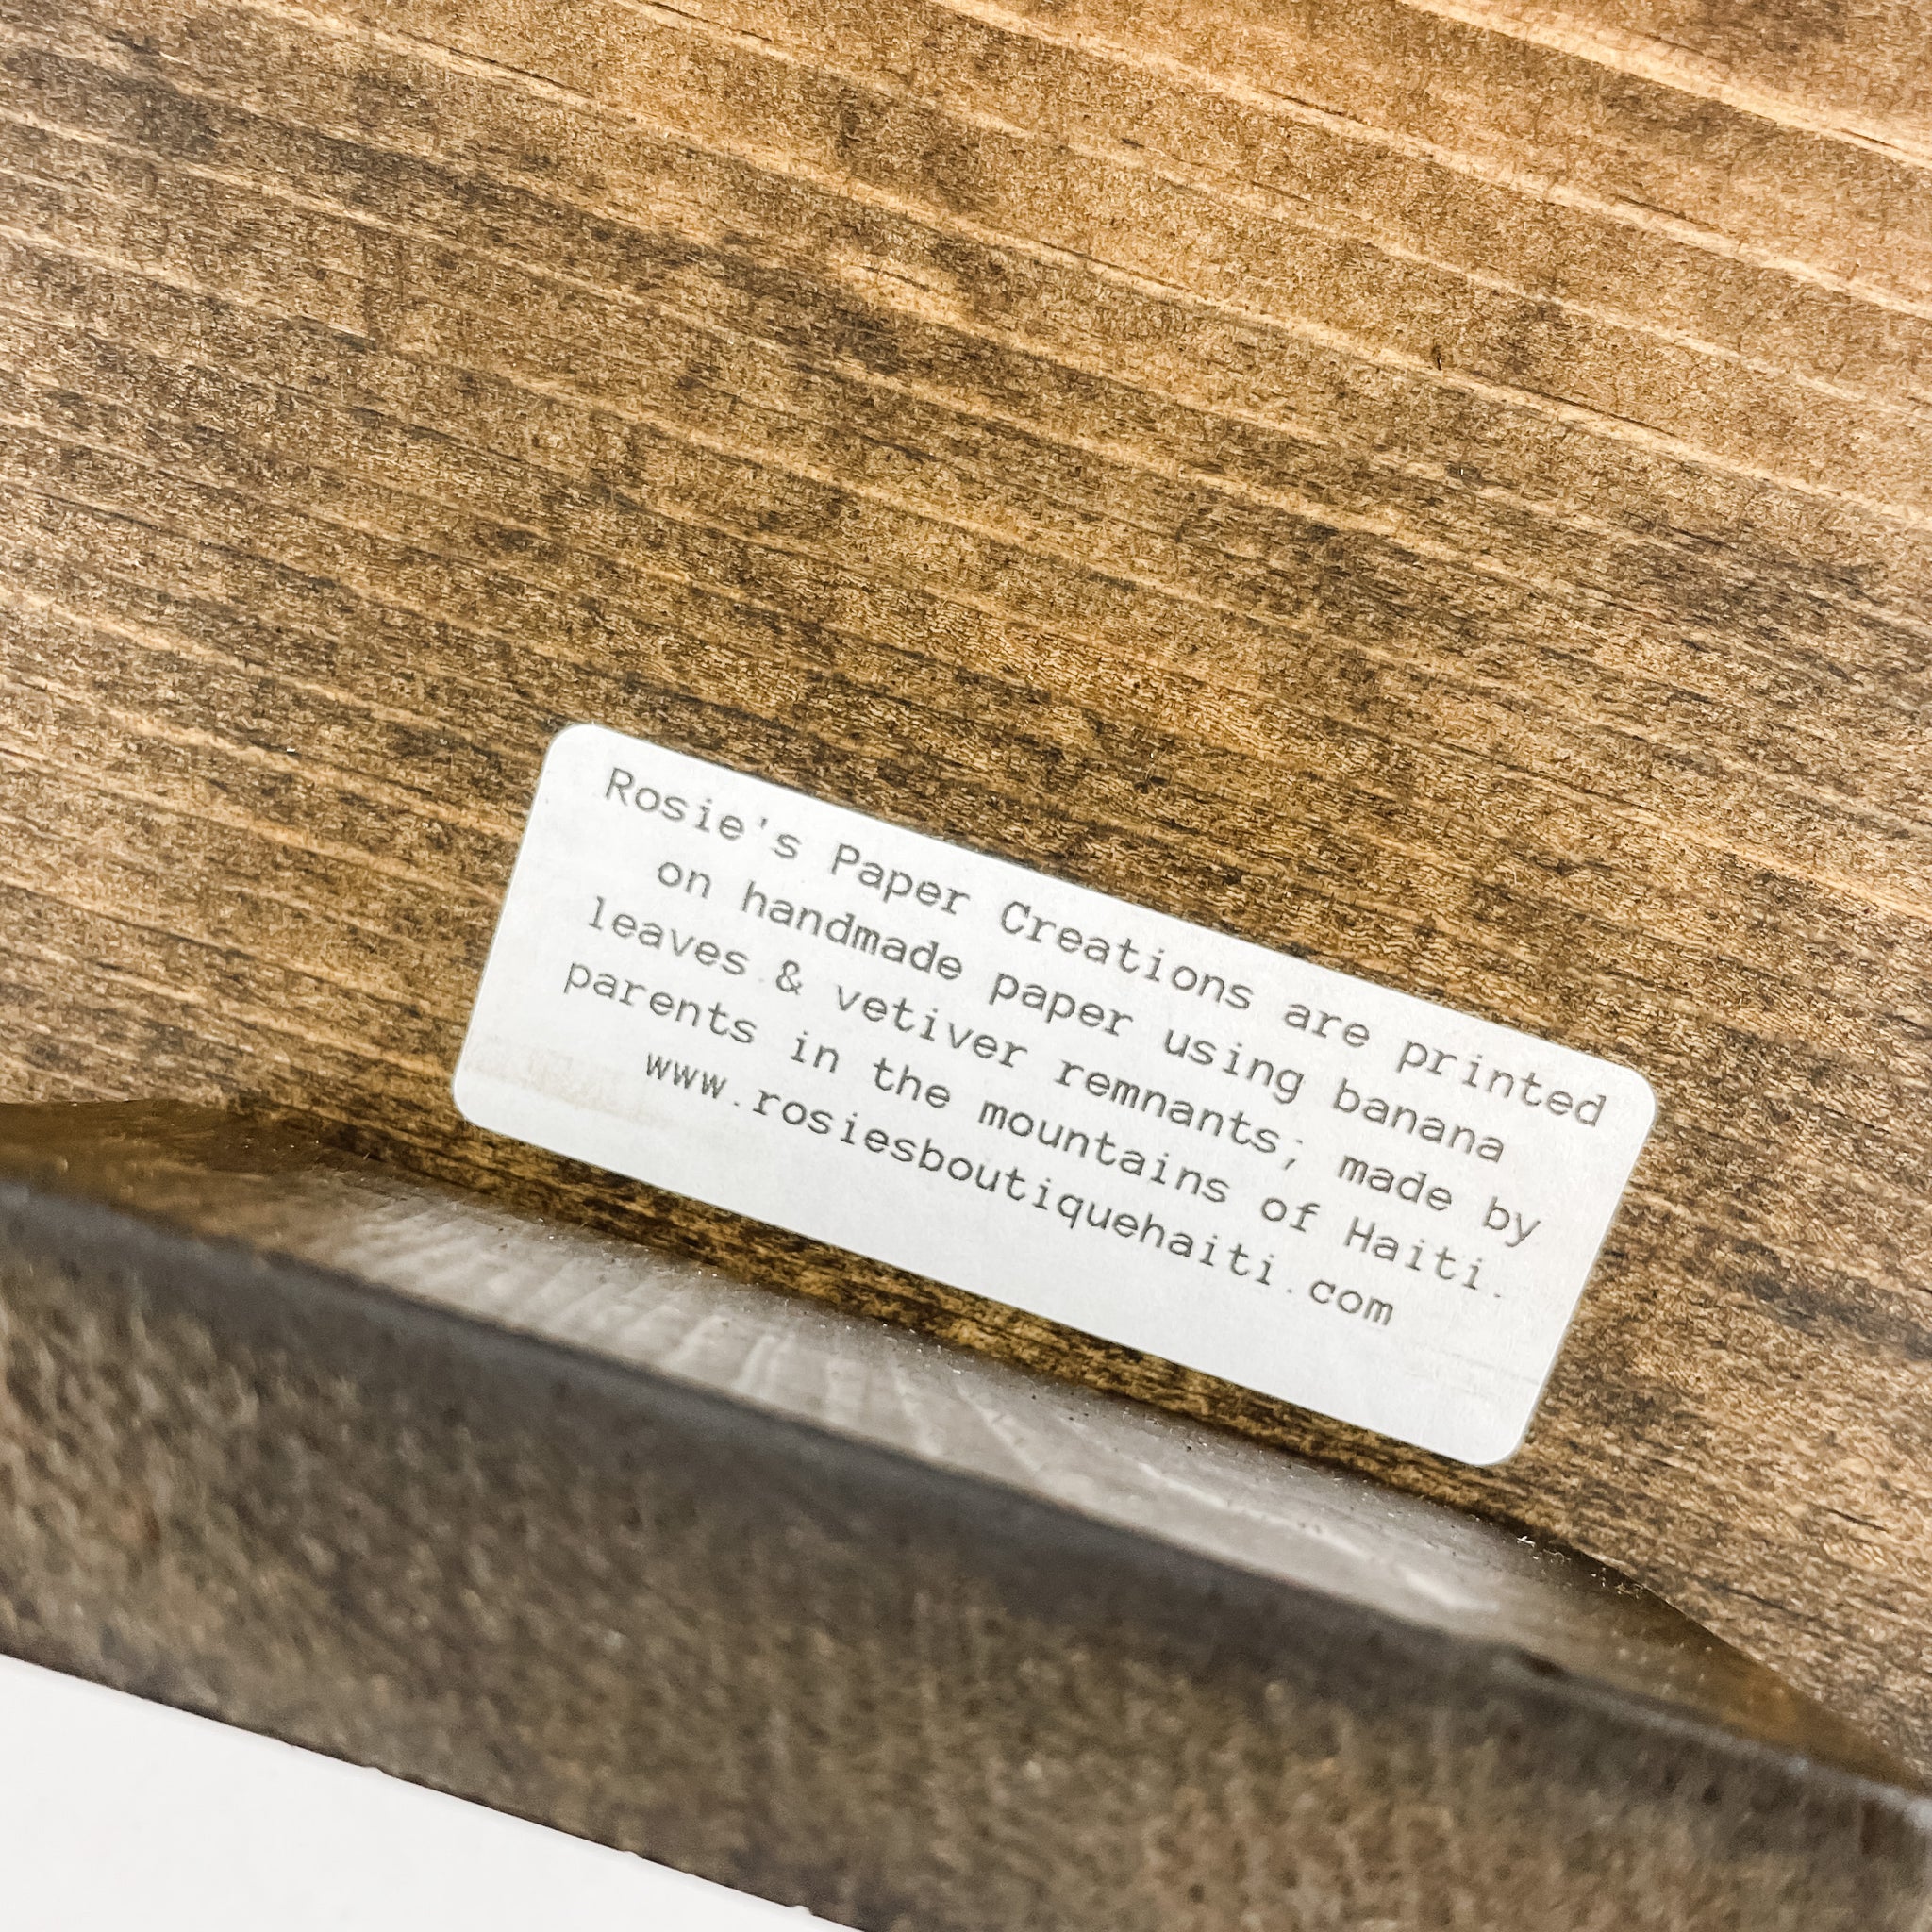 Rosie's Paper Creations are printed
on handmade paper using banana
leaves & vetiver remnants; made by
parents in the mountains of Haiti.
www.rosiesboutiquehaiti.com